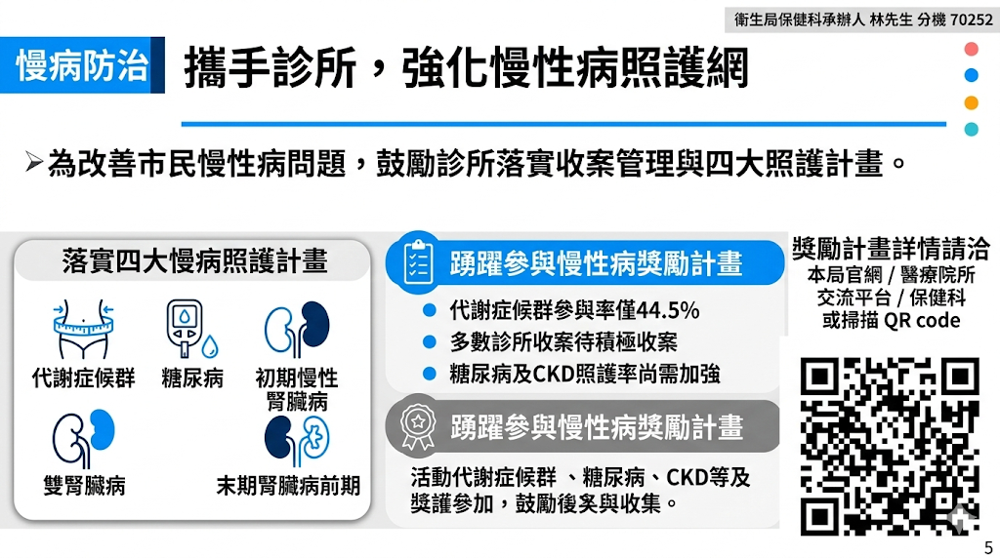 衛生局保健科承辦人 林先生 分機 70252
慢病防治
攜手診所，強化慢性病照護網
➢為改善市民慢性病問題，鼓勵診所落實收案管理與四大照護計畫。
落實四大慢病照護計畫
代謝症候群
糖尿病
初期慢性
腎臟病
雙腎臟病
末期腎臟病前期
踴躍參與慢性病獎勵計畫
代謝症候群參與率僅44.5%
多數診所收案待積極收案
糖尿病及CKD照護率尚需加強
踴躍參與慢性病獎勵計畫
活動代謝症候群 、糖尿病、CKD等及
獎護參加，鼓勵後炙與收集。
獎勵計畫詳情請洽
本局官網 / 醫療院所
交流平台 / 保健科
或掃描 QR code
5